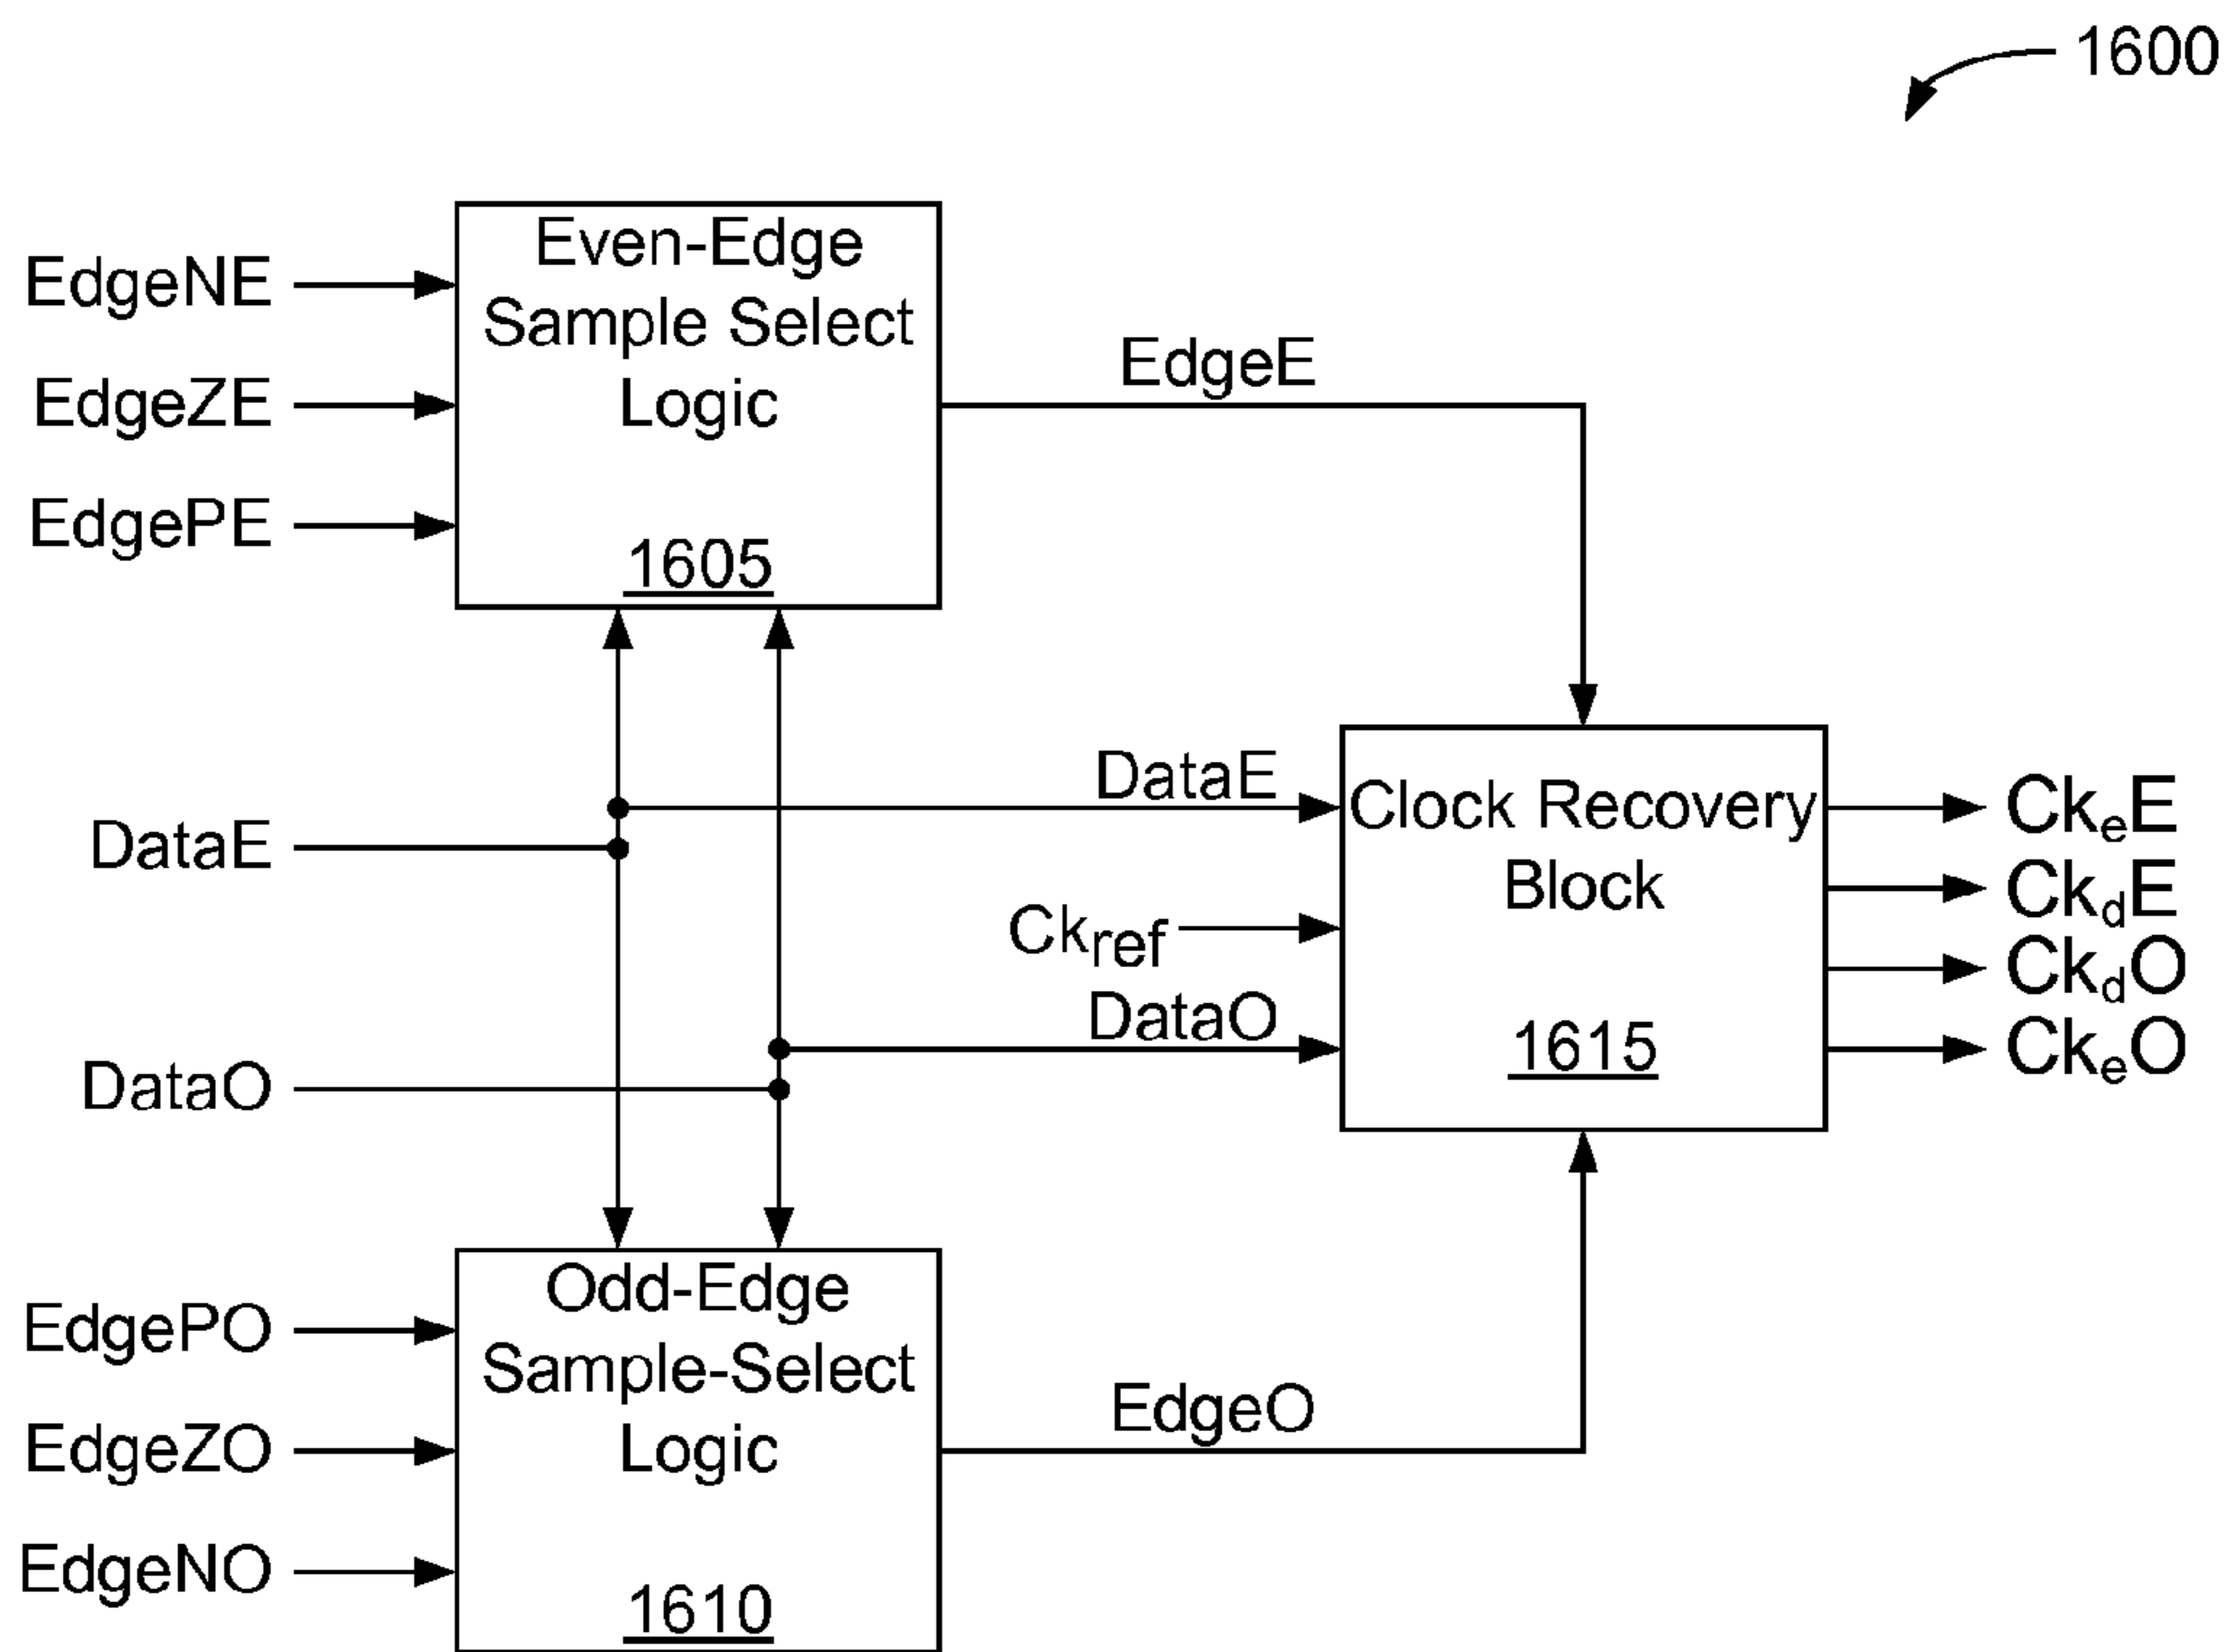 1600
EdgeNE
EdgeZE
EdgePE
Even-Edge
Sample Select
Logic
1605
EdgeE
DataE
DataO
DataE
Ckref
DataO
Clock Recovery
Block
1615
CkeE
CkdE
CkdO
CkeO
EdgePO
EdgeZO
EdgeNO
Odd-Edge
Sample-Select
Logic
1610
EdgeO